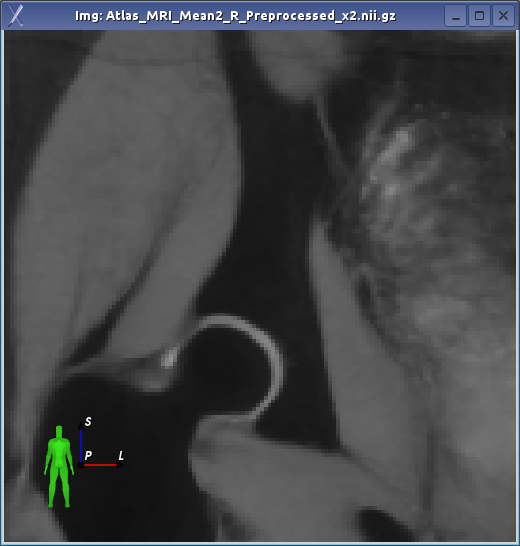 Img: Atlas_MRI_Mean2_R_Preprocessed_x2.nii.gz
S
P L